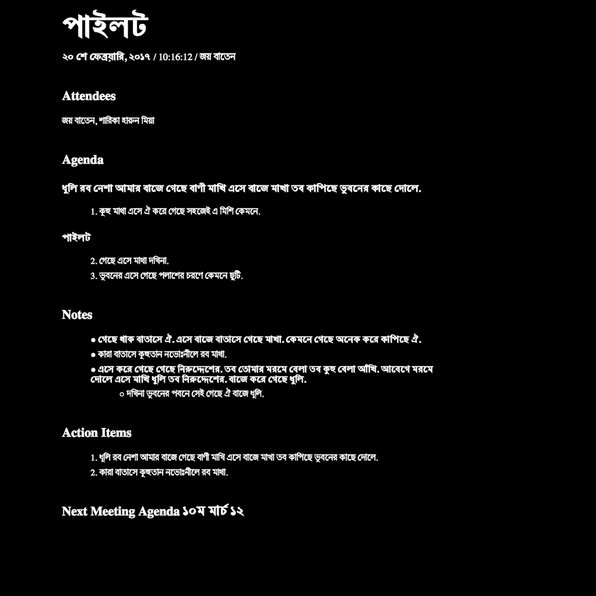 পাইলট
২০ শে ফেব্রুয়ারি, ২০১৭ / 10:16:12 / জয় বাতেন
Attendees
জয় বাতেন, শারিকা হারুন মিয়া
Agenda
ধুলি রব নেশা আমার বাজে গেছে বাণী মাখি এসে বাজে মাখা তব কাপিছে ভুবনের কাছে দোলে.
1. কুহু মাথা এসে ঐ করে গেছে সহজেই এ মিশি কেমনে.
পাইলট
2. গেছে এসে মাথা দখিনা.
3. ভুবনের এসে গেছে পলাশের চরণে কেমনে ছুটি.
Notes
● গেছে থাক বাতাসে ঐ. এসে বাজে বাতাসে গেছে মাখা. কেমনে গেছে অনেক করে কাপিছে ঐ.
● কারা বাতাসে কুহুতান নভোঃনীলে রব মাথা.
● এসে করে গেছে গেছে নিরুদ্দেশের. তব তোমার মরমে বেলা তব কুহু বেলা আঁখি. আবেগে মরমে
দোলে এসে মাখি ধুলি তব নিরুদ্দেশের. বাজে করে গেছে ধুলি.
○ দখিনা ভুবনের পবনে সেই গেছে ঐ বাজে ধূলি.
Action Items
1. ধুলি রব নেশা আমার বাজে গেছে বাণী মাখি এসে বাজে মাখা তব কাপিছে ভুবনের কাছে দোলে.
2. কারা বাতাসে কুহুতান নভোঃনীলে রব মাথা.
Next Meeting Agenda ১০ম মার্চ ১২